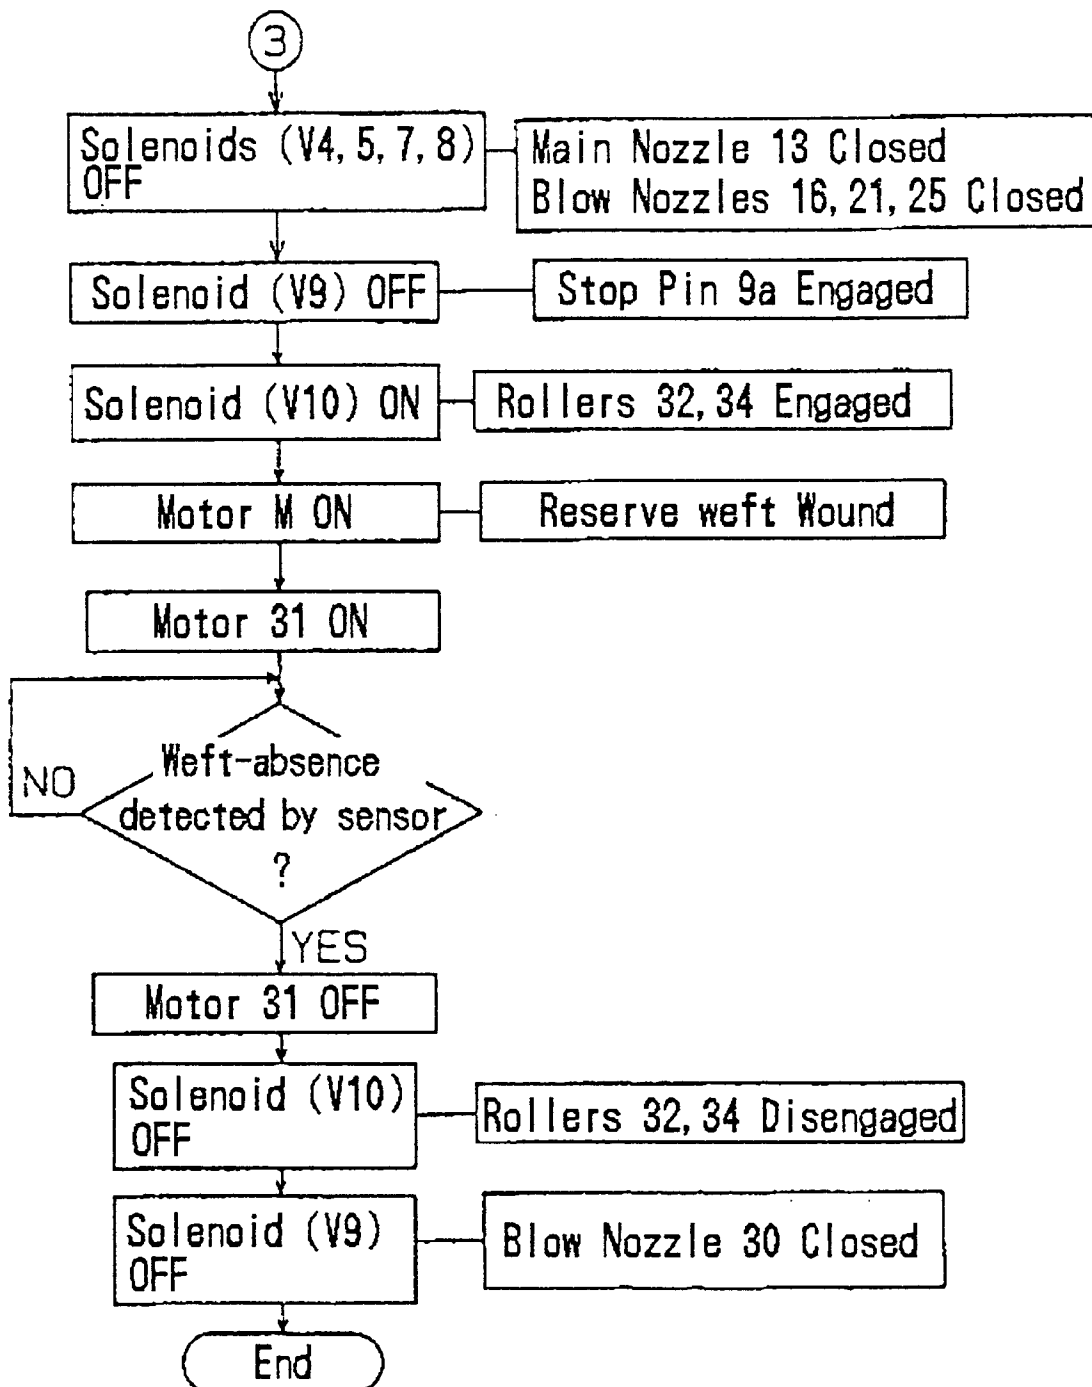 3
Solenoids (V4, 5, 7, 8)
OFF
Main Nozzle 13 Closed
Blow Nozzles 16, 21, 25 Closed
Solenoid (V9) OFF
Stop Pin 9a Engaged
Solenoid (V10) ON
Rollers 32, 34 Engaged
Motor M ON
Reserve weft Wound
Motor 31 ON
Weft-absence
NO
detected by sensor
?
YES
Motor 31 OFF
Solenoid (V10)
OFF
Rollers 32, 34 Disengaged
Solenoid (V9)
OFF
Blow Nozzle 30 Closed
End